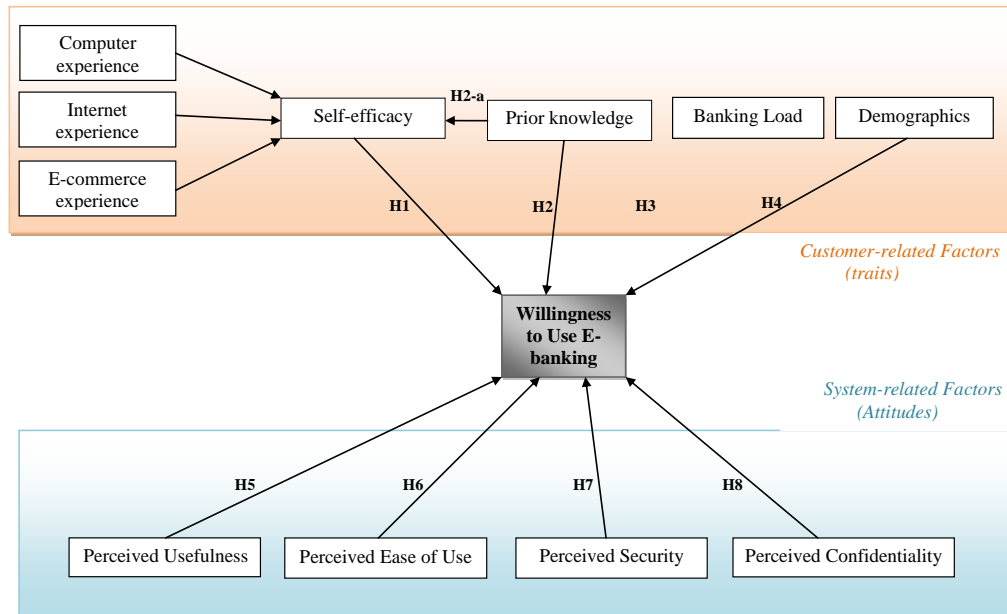 Computer
experience
Internet
experience
E-commerce
experience
Self-efficacy
H2-a
Prior knowledge
Banking Load
Demographics
H1
H2
H3
H4
Customer-related Factors
(traits)
Willingness
to Use E-
banking
System-related Factors
(Attitudes)
H5
H6
H7
H8
Perceived Usefulness
Perceived Ease of Use
Perceived Security
Perceived Confidentiality